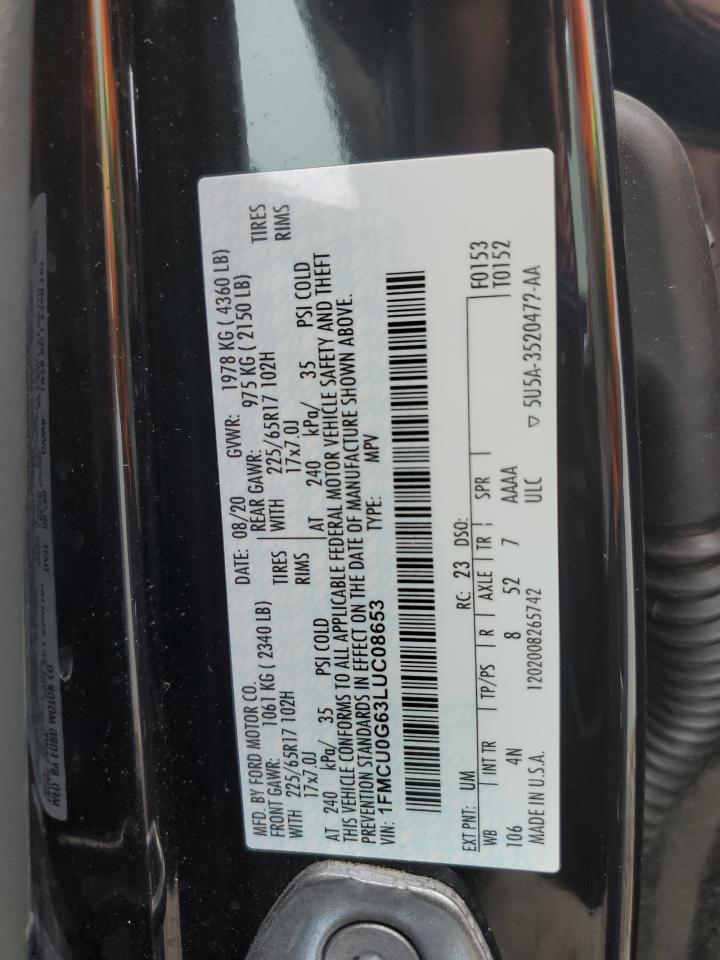 MFD. BY FORD MOTOR CO.
DATE: 08/20 GVWR: 1978 KG ( 4360 LB)
FRONT GAWR: 1061 KG ( 2340 LB) REAR GAWR: 975 KG ( 2150 LB)
WITH 225/65R17 102H TIRES WITH 225/65R17 102H TIRES
17x7.0J RIMS 17x7.0J RIMS
AT 240 kPa/ 35 PSI COLD AT 240 kPa/ 35 PSI COLD
THIS VEHICLE CONFORMS TO ALL APPLICABLE FEDERAL MOTOR VEHICLE SAFETY AND THEFT
PREVENTION STANDARDS IN EFFECT ON THE DATE OF MANUFACTURE SHOWN ABOVE.
VIN: 1FMCU0G63LUC08653 TYPE: MPV
EXT PNT: UM RC: 23 DSO: F0153
T0152
WB INT TR TP/PS R AXLE TR SPR
106 4N 8 52 7 AAAA
MADE IN U.S.A. 1202008265742 ULC
▽ 5U5A-3520472-AA